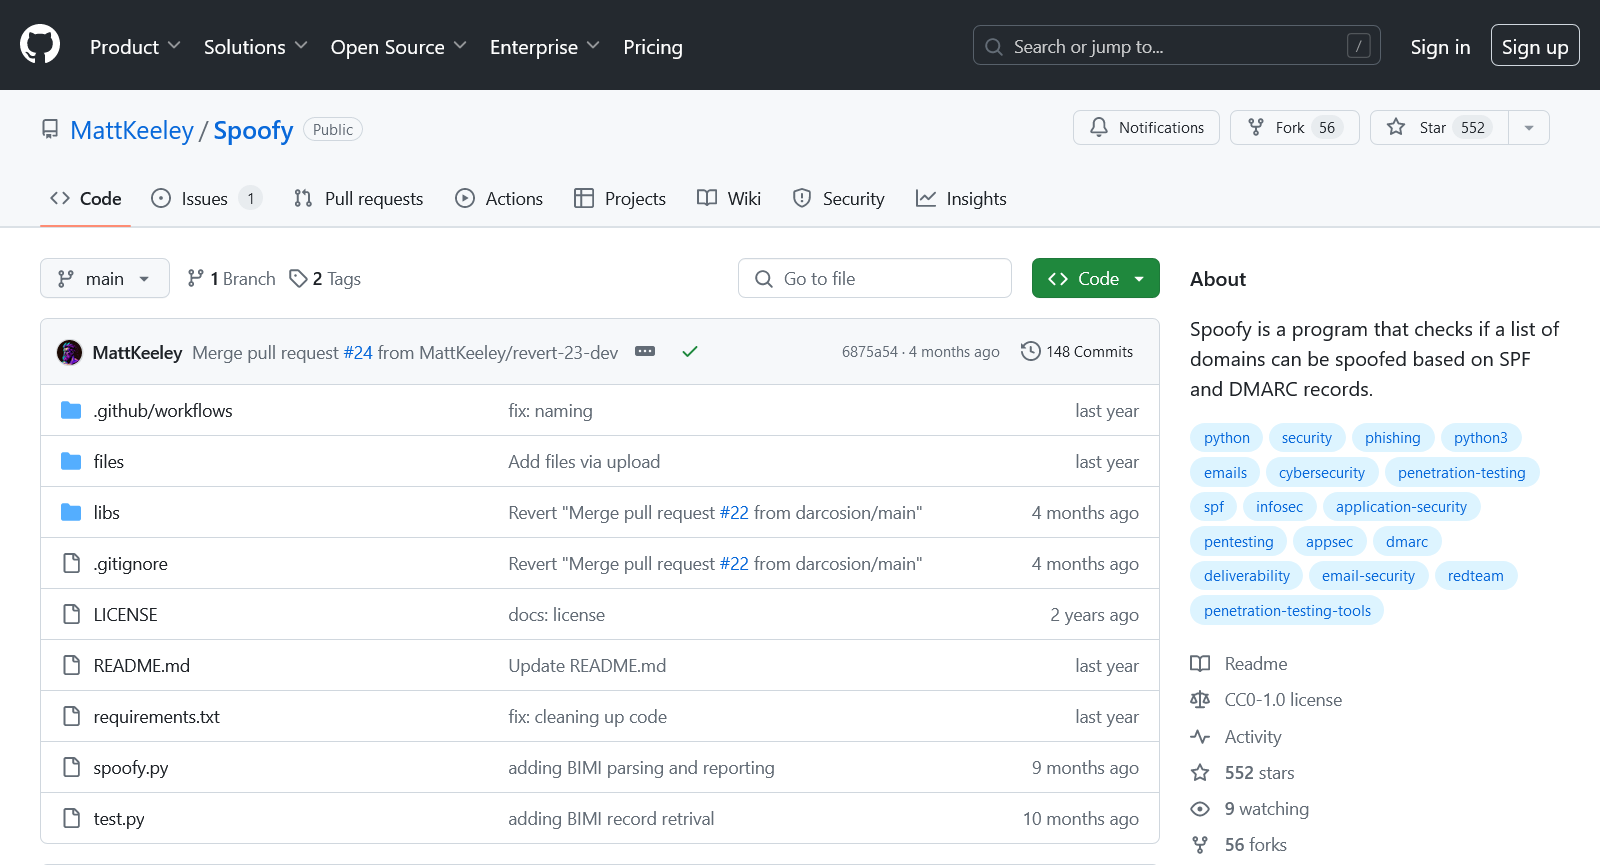 Product Solutions Open Source Enterprise Pricing Search or jump to... / Sign in Sign up
MattKeeley / Spoofy Public Notifications Fork 56 Star 552
Code Issues 1 Pull requests Actions Projects Wiki Security Insights
main 1 Branch 2 Tags Go to file Code
MattKeeley Merge pull request #24 from MattKeeley/revert-23-dev 6875a54 · 4 months ago 148 Commits
.github/workflows fix: naming last year
files Add files via upload last year
libs Revert "Merge pull request #22 from darcosion/main" 4 months ago
.gitignore Revert "Merge pull request #22 from darcosion/main" 4 months ago
LICENSE docs: license 2 years ago
README.md Update README.md last year
requirements.txt fix: cleaning up code last year
spoofy.py adding BIMI parsing and reporting 9 months ago
test.py adding BIMI record retrival 10 months ago
About
Spoofy is a program that checks if a list of
domains can be spoofed based on SPF
and DMARC records.
python security phishing python3
emails cybersecurity penetration-testing
spf infosec application-security
pentesting appsec dmarc
deliverability email-security redteam
penetration-testing-tools
Readme
CC0-1.0 license
Activity
552 stars
9 watching
56 forks